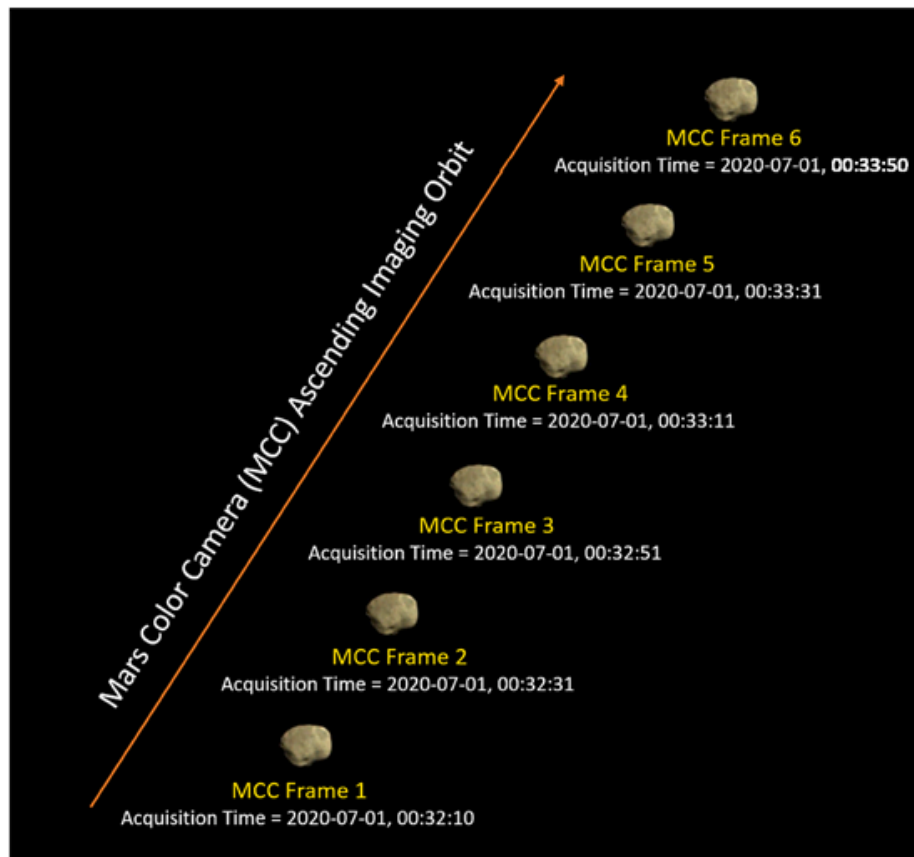 MCC Frame 6
Acquisition Time = 2020-07-01, 00:33:50
Mars Color Camera (MCC) Ascending Imaging Orbit
MCC Frame 5
Acquisition Time = 2020-07-01, 00:33:31
MCC Frame 4
Acquisition Time = 2020-07-01, 00:33:11
MCC Frame 3
Acquisition Time = 2020-07-01, 00:32:51
MCC Frame 2
Acquisition Time = 2020-07-01, 00:32:31
MCC Frame 1
Acquisition Time = 2020-07-01, 00:32:10